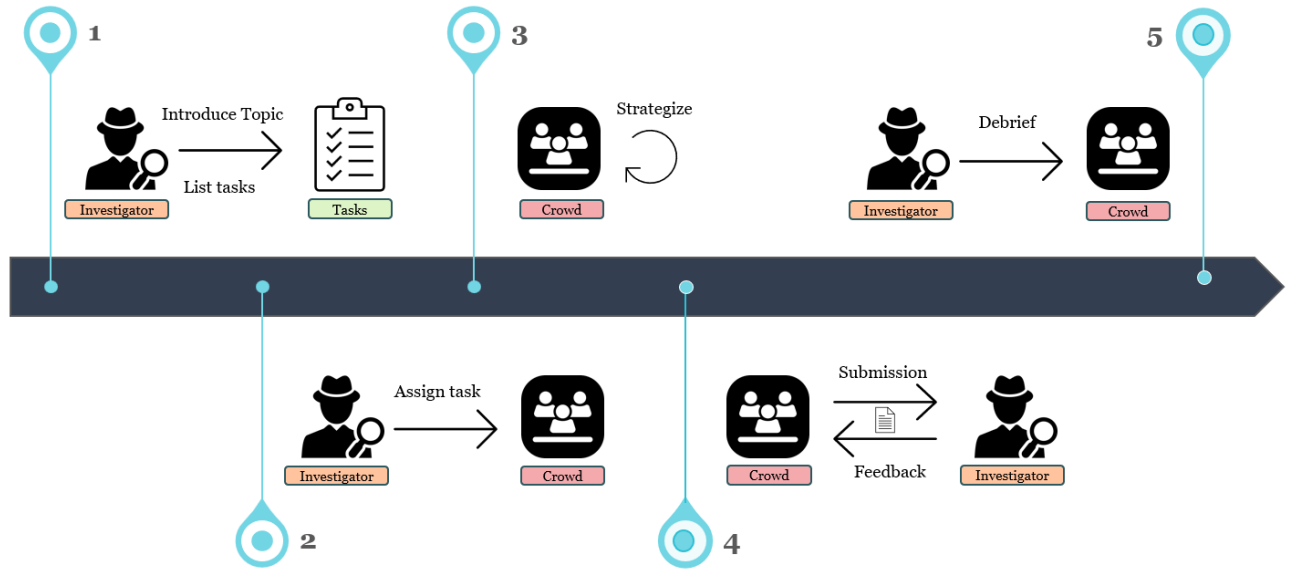 1
Introduce Topic
List tasks
Investigator
Tasks
3
Strategize
Crowd
5
Debrief
Investigator
Crowd
Assign task
Investigator
Crowd
2
Submission
Feedback
Crowd
Investigator
4